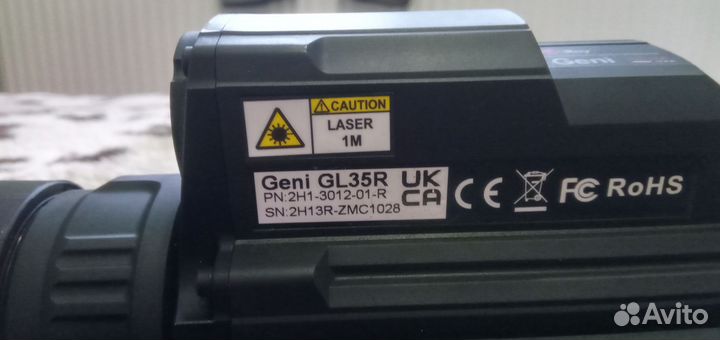 Geni
CAUTION
LASER
1M
Geni GL35R
PN:2H1-3012-01-R
SN:2H13R-ZMC1028
UK
CA
CE FC RoHS
Avito